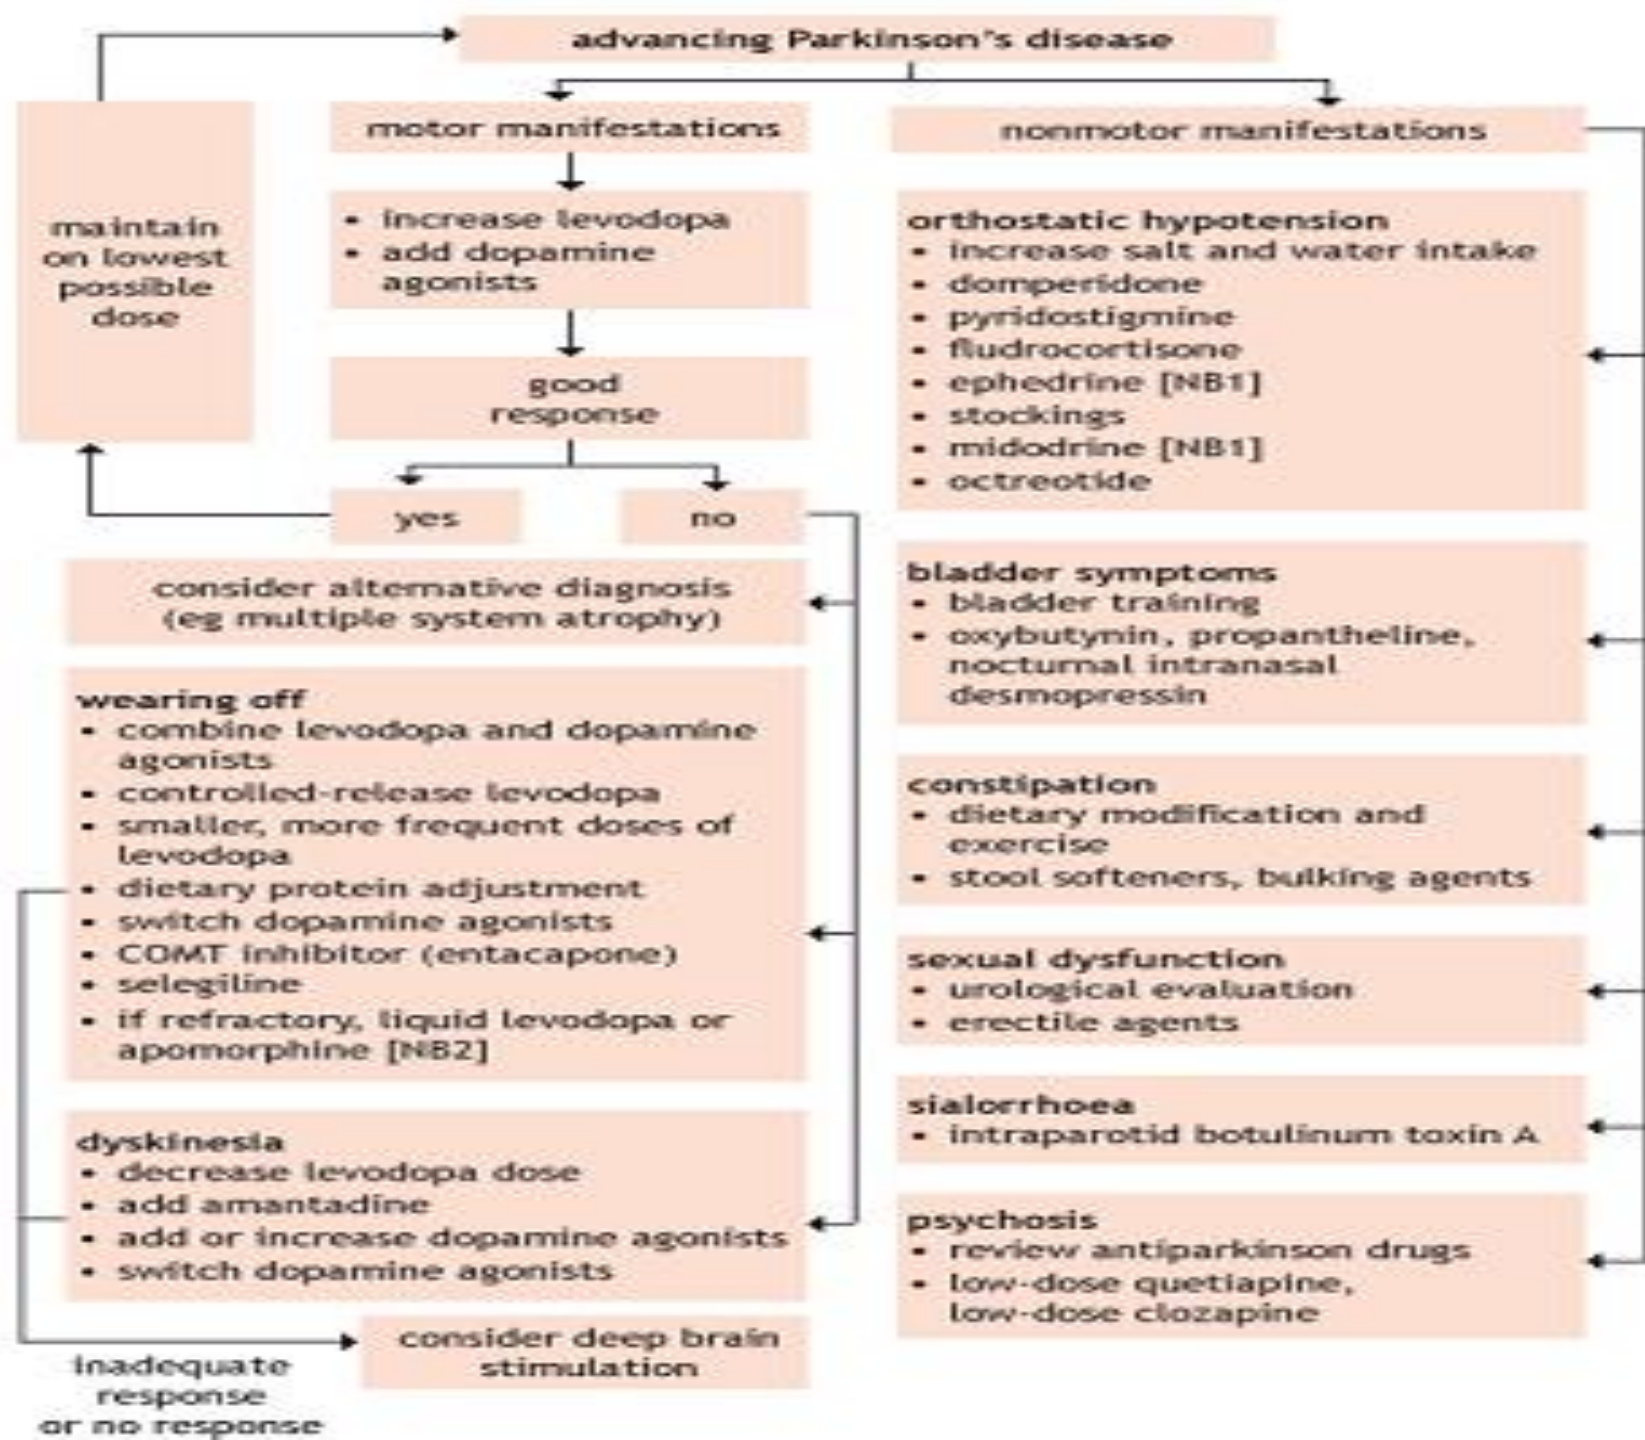 advancing Parkinson's disease
maintain
on lowest
possible
dose
motor manifestations
• increase levodopa
• add dopamine
agonists
good
response
yes
no
consider alternative diagnosis
(eg multiple system atrophy)
wearing off
• combine levodopa and dopamine
agonists
• controlled-release levodopa
• smaller, more frequent doses of
levodopa
• dietary protein adjustment
• switch dopamine agonists
• COMT inhibitor (entacapone)
• selegiline
• if refractory, liquid levodopa or
apomorphine [NB2]
dyskinesia
• decrease levodopa dose
• add amantadine
• add or increase dopamine agonists
• switch dopamine agonists
inadequate
response
or no response
consider deep brain
stimulation
nonmotor manifestations
orthostatic hypotension
• increase salt and water intake
• domperidone
• pyridostigmine
• fludrocortisone
• ephedrine [NB1]
• stockings
• midodrine [NB1]
• octreotide
bladder symptoms
• bladder training
• oxybutynin, propantheline,
nocturnal intranasal
desmopressin
constipation
• dietary modification and
exercise
• stool softeners, bulking agents
sexual dysfunction
• urological evaluation
• erectile agents
sialorrhoea
• intraparotid botulinum toxin A
psychosis
• review antiparkinson drugs
• low-dose quetiapine,
low-dose clozapine